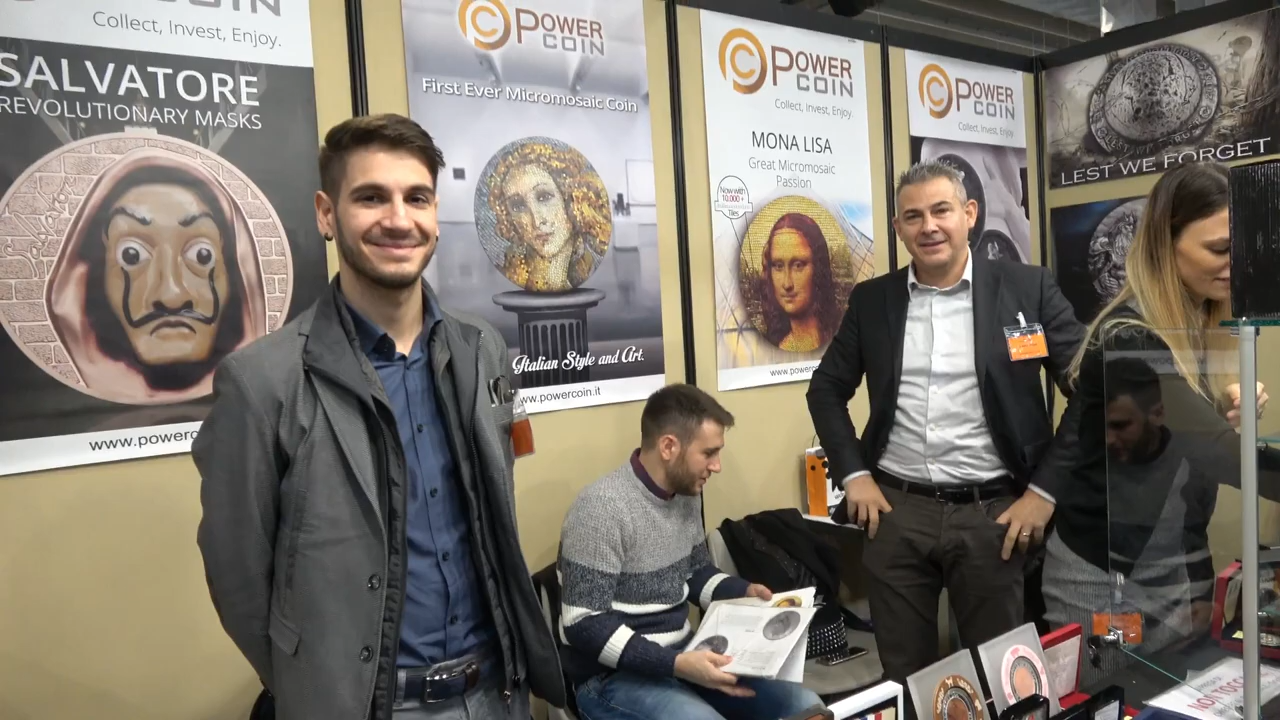 COIN
Collect, Invest, Enjoy.
SALVATORE
REVOLUTIONARY MASKS
www.powerc
POWER
COIN
First Ever Micromosaic Coin
Italian Style and Art.
www.powercoin.it
POWER
COIN
Collect, Invest, Enjoy.
MONA LISA
Great Micromosaic
Passion
Now with
10,000 +
Tiles
www.powerco
POWER
COIN
Collect, Invest, Enjoy.
LEST WE FORGET